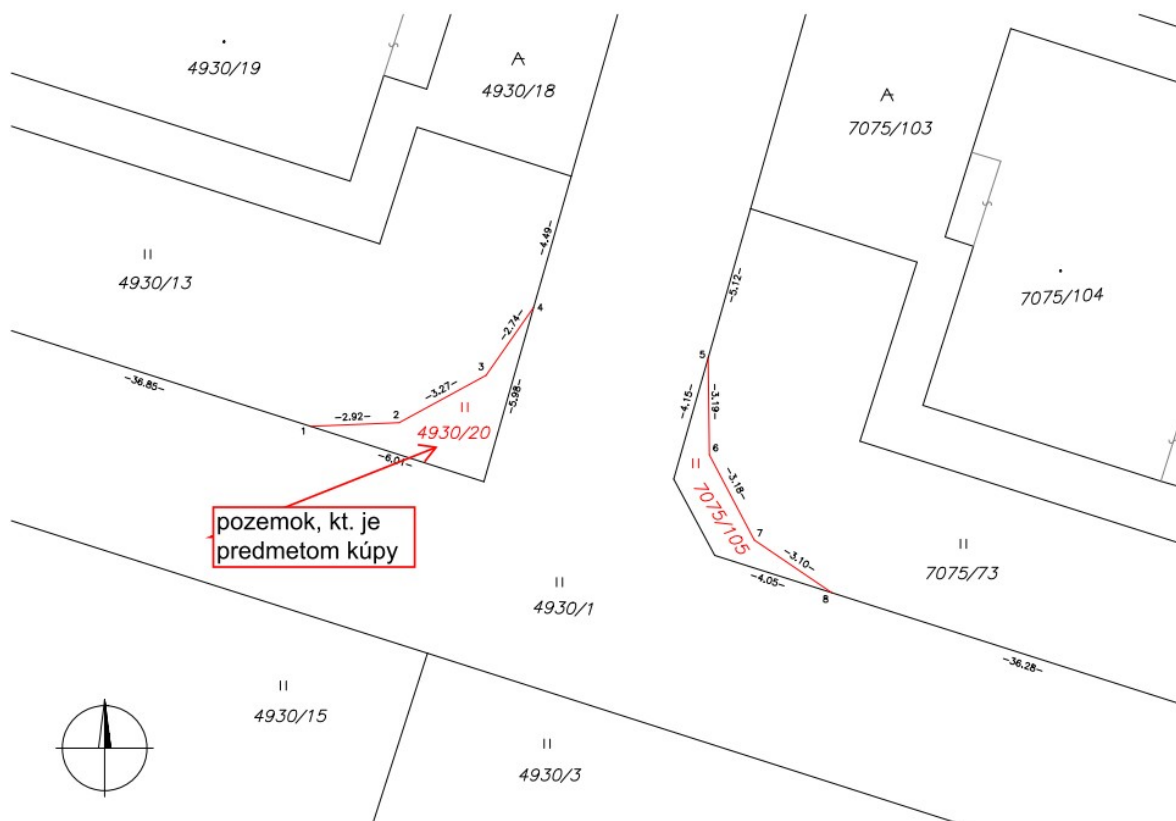 4930/19
A
4930/18
A
7075/103
S
S
-4.49-
-5.12-
II
4930/13
7075/104
-36.85-
4
-2.74-
3
-3.27-
-2.92-
2
1
-5.98-
II
4930/20
-6.01-
5
-4.15-
-3.19-
6
II
7075/105
-3.18-
7
-3.10-
-4.05-
8
S
pozemok, kt. je
predmetom kúpy
II
7075/73
II
4930/1
-36.28-
II
4930/15
II
4930/3